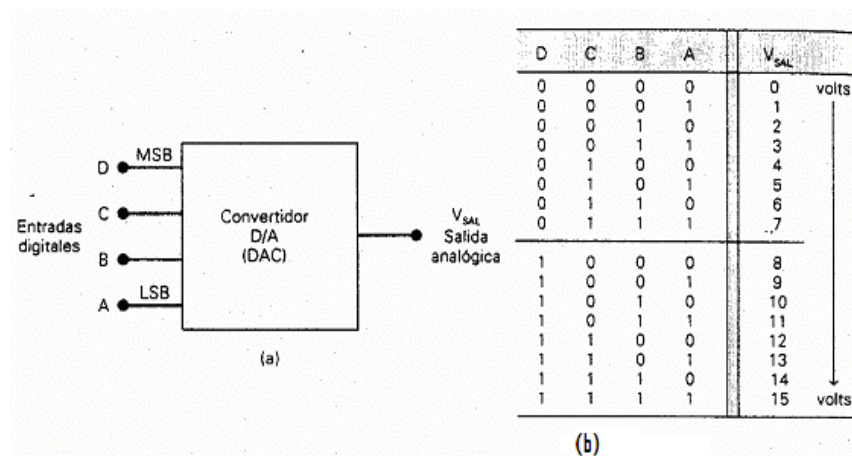 D MSB
C
B
A LSB
Entradas
digitales
Convertidor
D/A
(DAC)
V_SAL
Salida
analógica
(a)
D C B A V_SAL
0 0 0 0 0 volts
0 0 0 1 1
0 0 1 0 2
0 0 1 1 3
0 1 0 0 4
0 1 0 1 5
0 1 1 0 6
0 1 1 1 7
1 0 0 0 8
1 0 0 1 9
1 0 1 0 10
1 0 1 1 11
1 1 0 0 12
1 1 0 1 13
1 1 1 0 14
1 1 1 1 15 volts
(b)